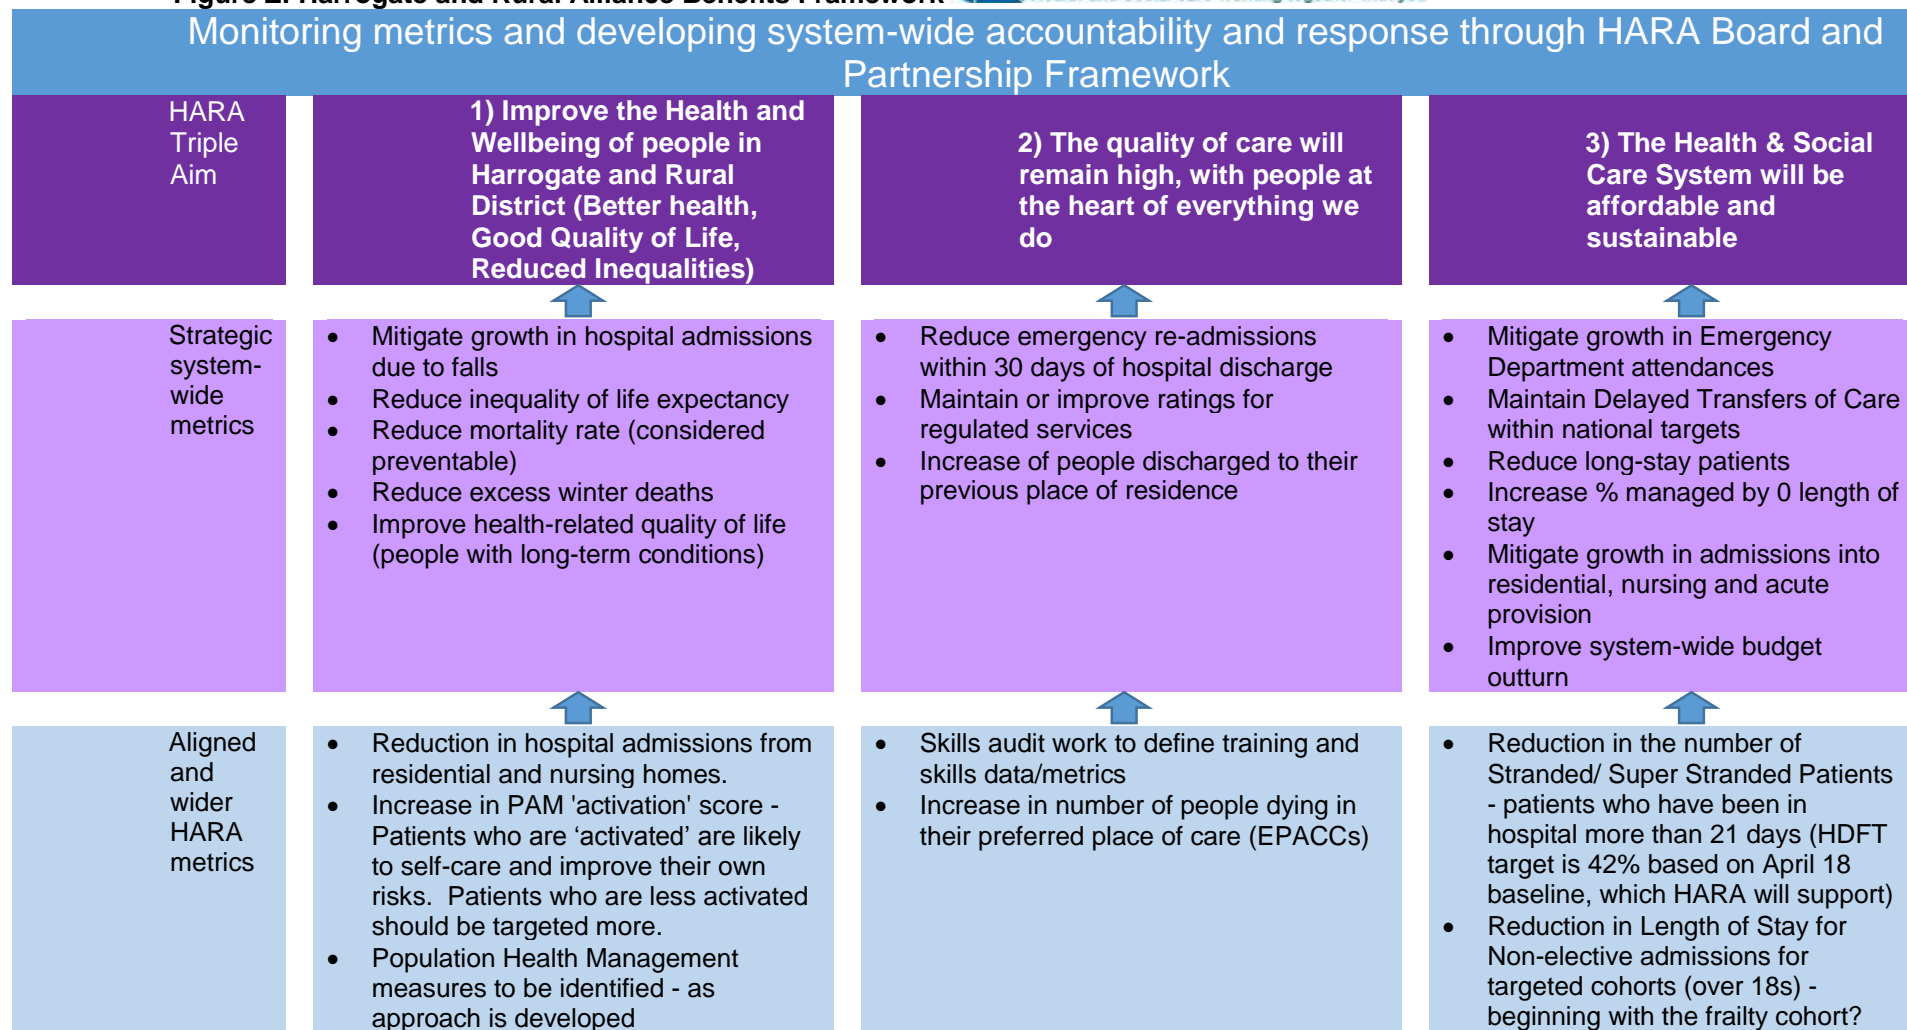 Figure 2: Harrogate and Rural Alliance Benefits Framework
Monitoring metrics and developing system-wide accountability and response through HARA Board and
Partnership Framework
HARA
Triple
Aim
1) Improve the Health and
Wellbeing of people in
Harrogate and Rural
District (Better health,
Good Quality of Life,
Reduced Inequalities)
2) The quality of care will
remain high, with people at
the heart of everything we
do
3) The Health & Social
Care System will be
affordable and
sustainable
Strategic
system-
wide
metrics
• Mitigate growth in hospital admissions
due to falls
• Reduce inequality of life expectancy
• Reduce mortality rate (considered
preventable)
• Reduce excess winter deaths
• Improve health-related quality of life
(people with long-term conditions)
• Reduce emergency re-admissions
within 30 days of hospital discharge
• Maintain or improve ratings for
regulated services
• Increase of people discharged to their
previous place of residence
• Mitigate growth in Emergency
Department attendances
• Maintain Delayed Transfers of Care
within national targets
• Reduce long-stay patients
• Increase % managed by 0 length of
stay
• Mitigate growth in admissions into
residential, nursing and acute
provision
• Improve system-wide budget
outturn
Aligned
and
wider
HARA
metrics
• Reduction in hospital admissions from
residential and nursing homes.
• Increase in PAM 'activation' score -
Patients who are ‘activated’ are likely
to self-care and improve their own
risks.  Patients who are less activated
should be targeted more.
• Population Health Management
measures to be identified - as
approach is developed
• Skills audit work to define training and
skills data/metrics
• Increase in number of people dying in
their preferred place of care (EPACCs)
• Reduction in the number of
Stranded/ Super Stranded Patients
- patients who have been in
hospital more than 21 days (HDFT
target is 42% based on April 18
baseline, which HARA will support)
• Reduction in Length of Stay for
Non-elective admissions for
targeted cohorts (over 18s) -
beginning with the frailty cohort?